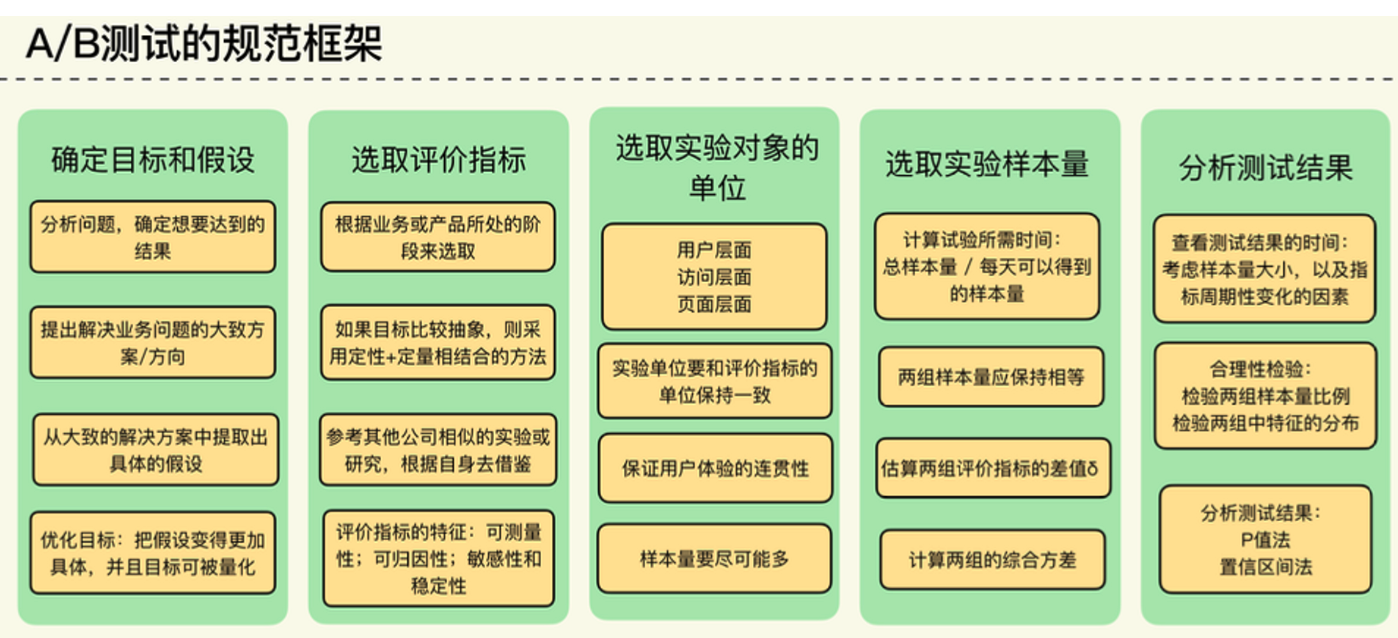 A/B测试的规范框架
确定目标和假设
分析问题，确定想要达到的
结果
提出解决业务问题的大致方
案/方向
从大致的解决方案中提取出
具体的假设
优化目标：把假设变得更加
具体，并且目标可被量化
选取评价指标
根据业务或产品所处的阶
段来选取
如果目标比较抽象，则采
用定性+定量相结合的方法
参考其他公司相似的实验或
研究，根据自身去借鉴
评价指标的特征：可测量
性；可归因性；敏感性和
稳定性
选取实验对象的
单位
用户层面
访问层面
页面层面
实验单位要和评价指标的
单位保持一致
保证用户体验的连贯性
样本量要尽可能多
选取实验样本量
计算试验所需时间：
总样本量 / 每天可以得到
的样本量
两组样本量应保持相等
估算两组评价指标的差值δ
计算两组的综合方差
分析测试结果
查看测试结果的时间：
考虑样本量大小，以及指
标周期性变化的因素
合理性检验：
检验两组样本量比例
检验两组中特征的分布
分析测试结果：
P值法
置信区间法